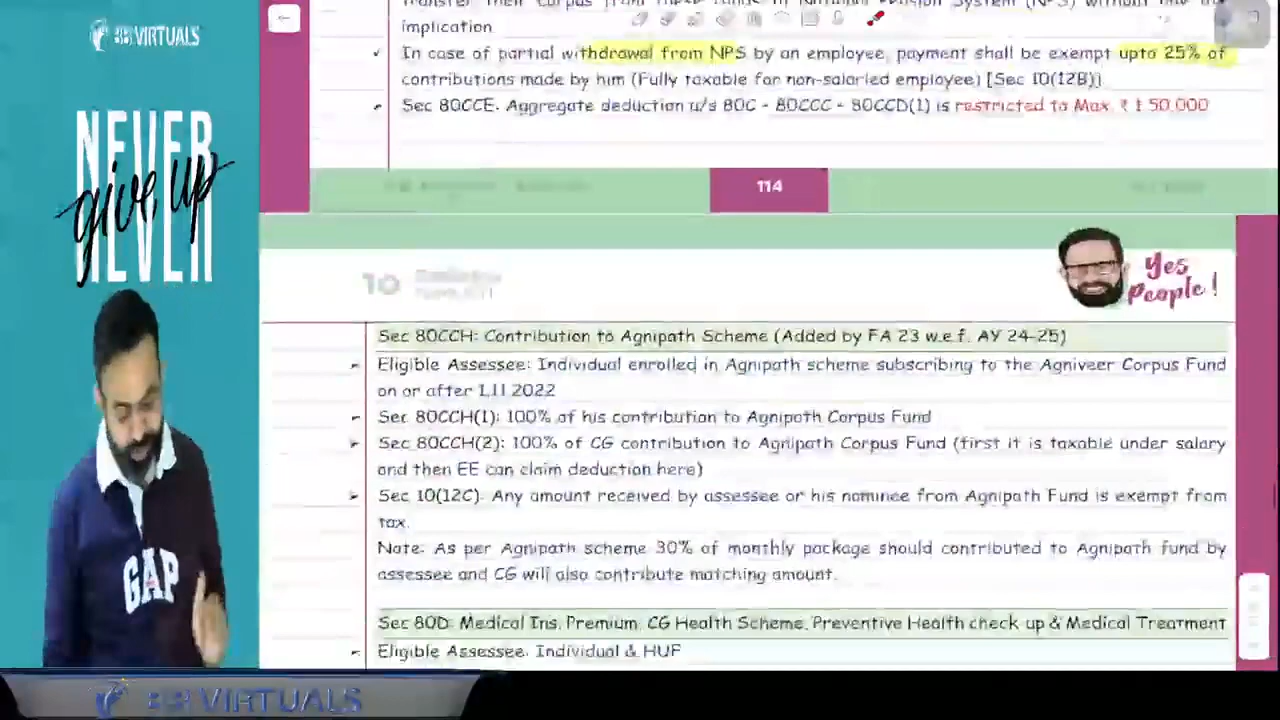 VIRTUALS
NEVER
give up
NEVER
GAP
implication
In case of partial withdrawal from NPS by an employee, payment shall be exempt upto 25% of
contributions made by him (Fully taxable for non-salaried employee) [Sec 10(12B)]
Sec 80CCE. Aggregate deduction u/s 80C - 80CCC - 80CCD(1) is restricted to Max. ₹ 1,50,000
114
10
Yes
People !
Sec 80CCH: Contribution to Agnipath Scheme (Added by FA 23 w.e.f. AY 24-25)
Eligible Assessee: Individual enrolled in Agnipath scheme subscribing to the Agniveer Corpus Fund
on or after 1.11.2022
Sec 80CCH(1): 100% of his contribution to Agnipath Corpus Fund
Sec 80CCH(2): 100% of CG contribution to Agnipath Corpus Fund (first it is taxable under salary
and then EE can claim deduction here)
Sec 10(12C). Any amount received by assessee or his nominee from Agnipath Fund is exempt from
tax.
Note: As per Agnipath scheme 30% of monthly package should contributed to Agnipath fund by
assessee and CG will also contribute matching amount.
Sec 80D: Medical Ins. Premium, CG Health Scheme, Preventive Health check up & Medical Treatment
Eligible Assessee. Individual & HUF
VIRTUALS